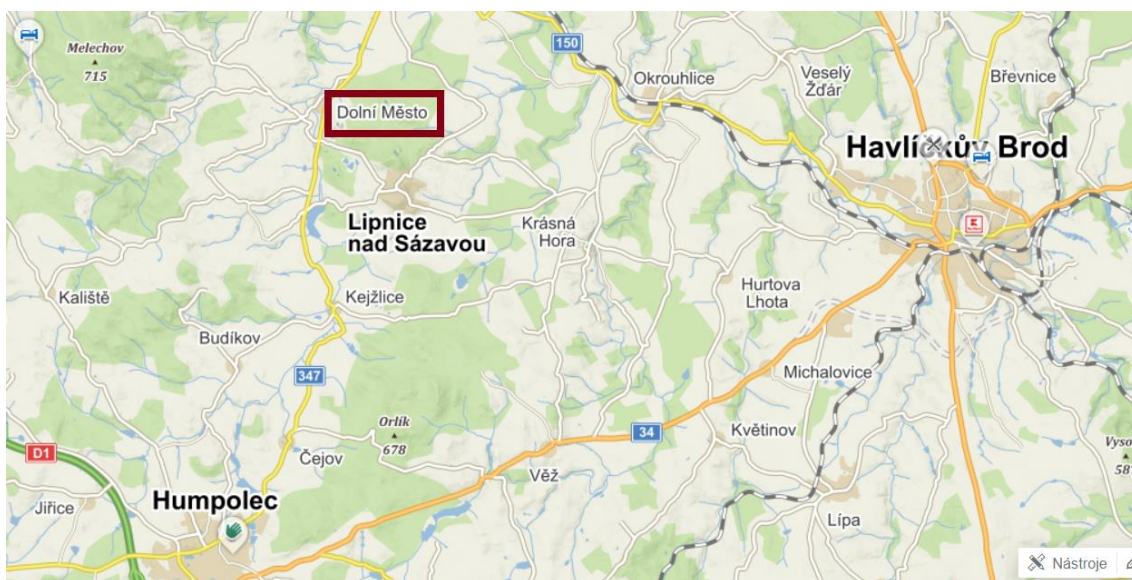 Melechov
715
150
Okrouhlice
Veselý
Žďár
Břevnice
Dolní Město
Havlíčkův Brod
Lipnice
nad Sázavou
Krásná
Hora
Kaliště
Kejžlice
Hurtova
Lhota
Budíkov
347
Michalovice
Orlík
678
34
Květinov
D1
Čejov
Věž
Jiřice
Humpolec
Lípa
Nástroje